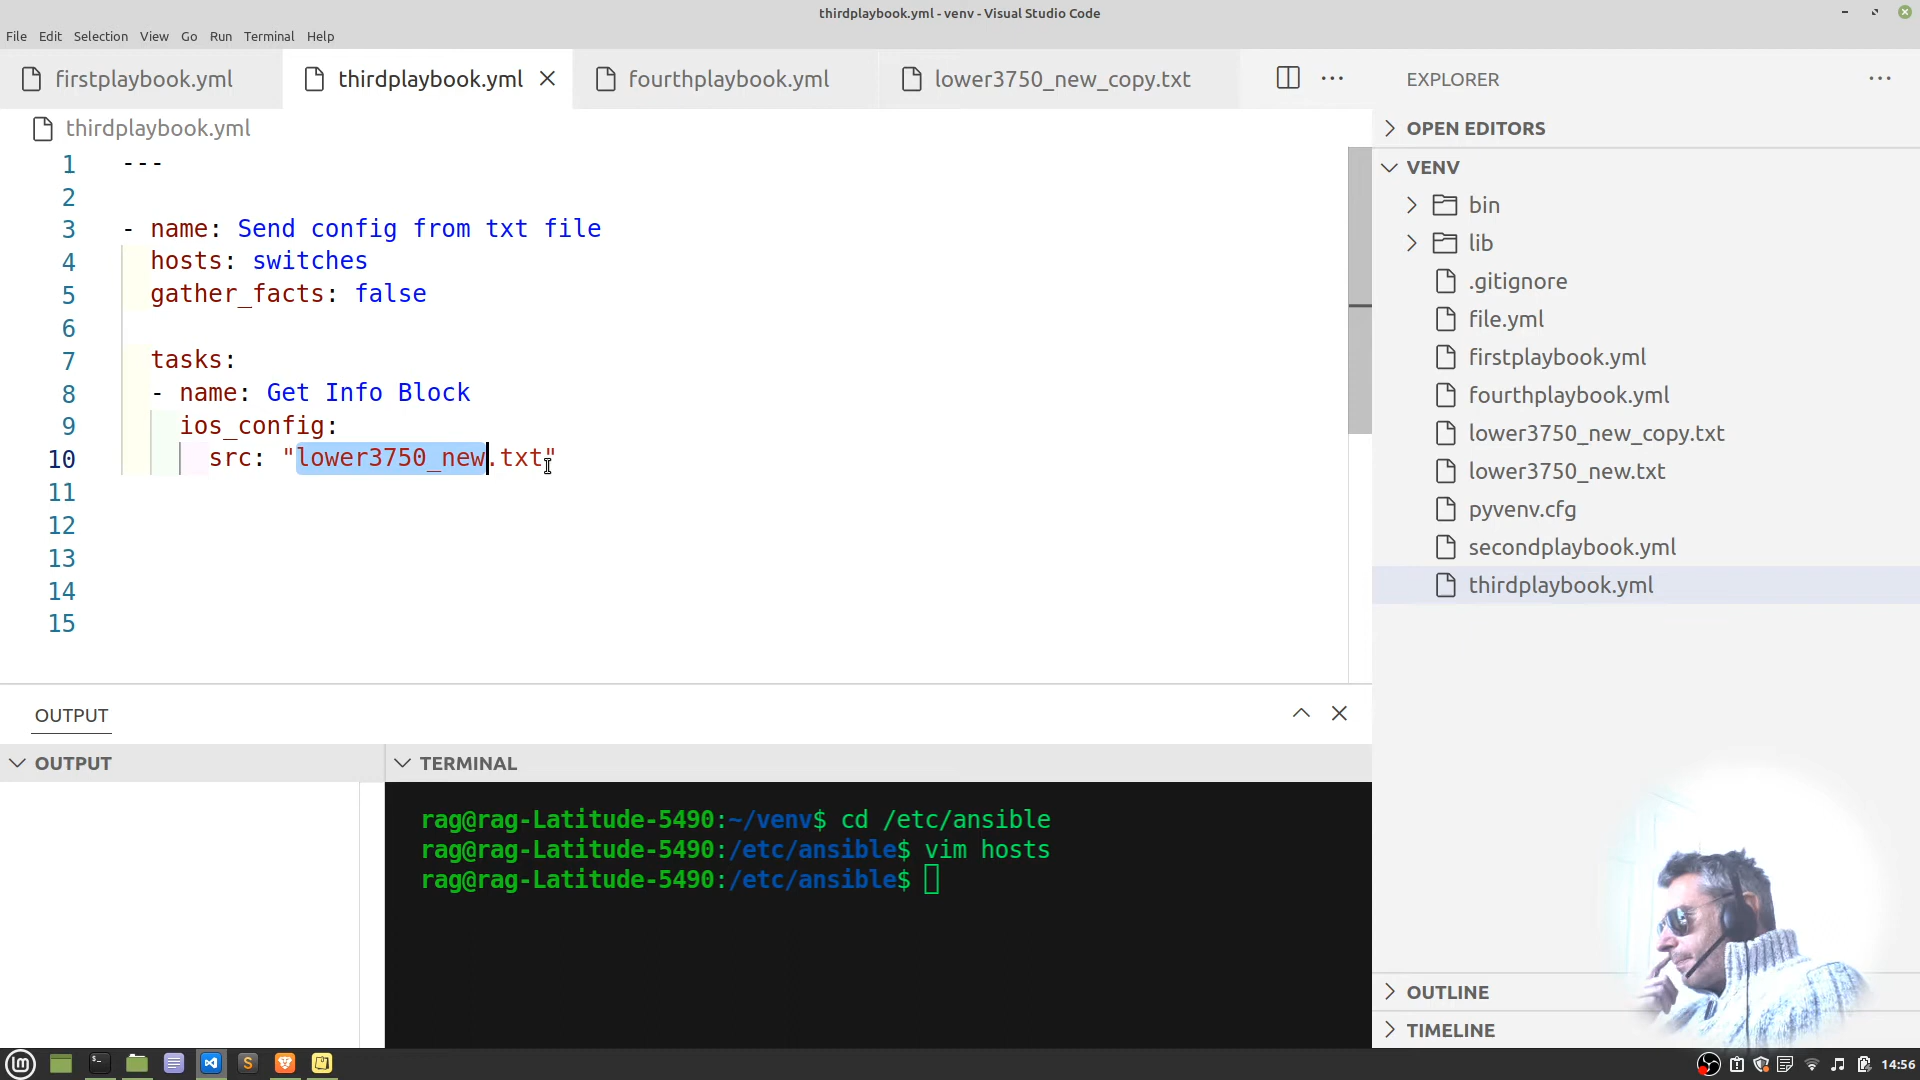 thirdplaybook.yml - venv - Visual Studio Code
File Edit Selection View Go Run Terminal Help
firstplaybook.yml thirdplaybook.yml fourthplaybook.yml lower3750_new_copy.txt
thirdplaybook.yml
1 ---
2
3 - name: Send config from txt file
4 hosts: switches
5 gather_facts: false
6
7 tasks:
8 - name: Get Info Block
9 ios_config:
10 src: "lower3750_new.txt"
11
12
13
14
15
EXPLORER
OPEN EDITORS
VENV
bin
lib
.gitignore
file.yml
firstplaybook.yml
fourthplaybook.yml
lower3750_new_copy.txt
lower3750_new.txt
pyvenv.cfg
secondplaybook.yml
thirdplaybook.yml
OUTLINE
TIMELINE
OUTPUT
OUTPUT
TERMINAL
rag@rag-Latitude-5490:~/venv$ cd /etc/ansible
rag@rag-Latitude-5490:/etc/ansible$ vim hosts
rag@rag-Latitude-5490:/etc/ansible$
14:56